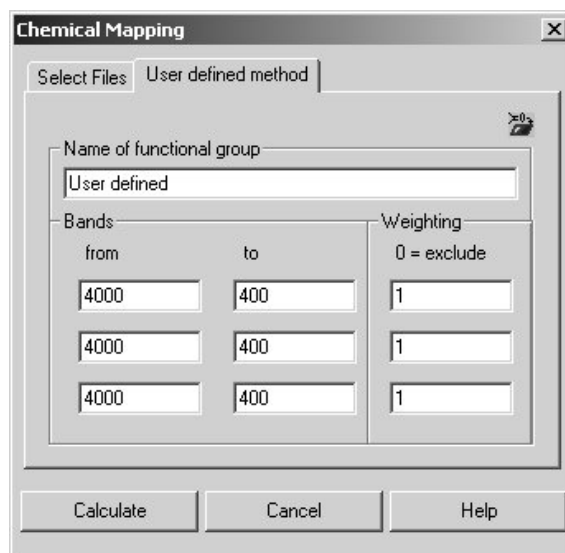 Chemical Mapping
Select Files User defined method
Name of functional group
User defined
Bands Weighting
from to 0 = exclude
4000 400 1
4000 400 1
4000 400 1
Calculate Cancel Help